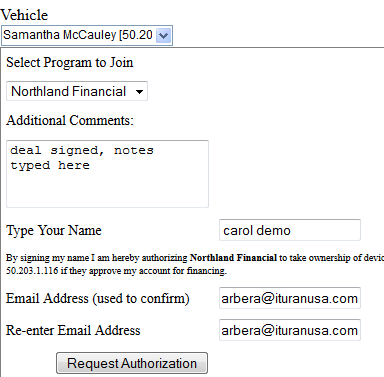 Vehicle
Samantha McCauley [50.20
Select Program to Join
Northland Financial
Additional Comments:
deal signed, notes
typed here
Type Your Name carol demo
By signing my name I am hereby authorizing Northland Financial to take ownership of devic
50.203.1.116 if they approve my account for financing.
Email Address (used to confirm) arbera@ituranusa.com
Re-enter Email Address arbera@ituranusa.com
Request Authorization